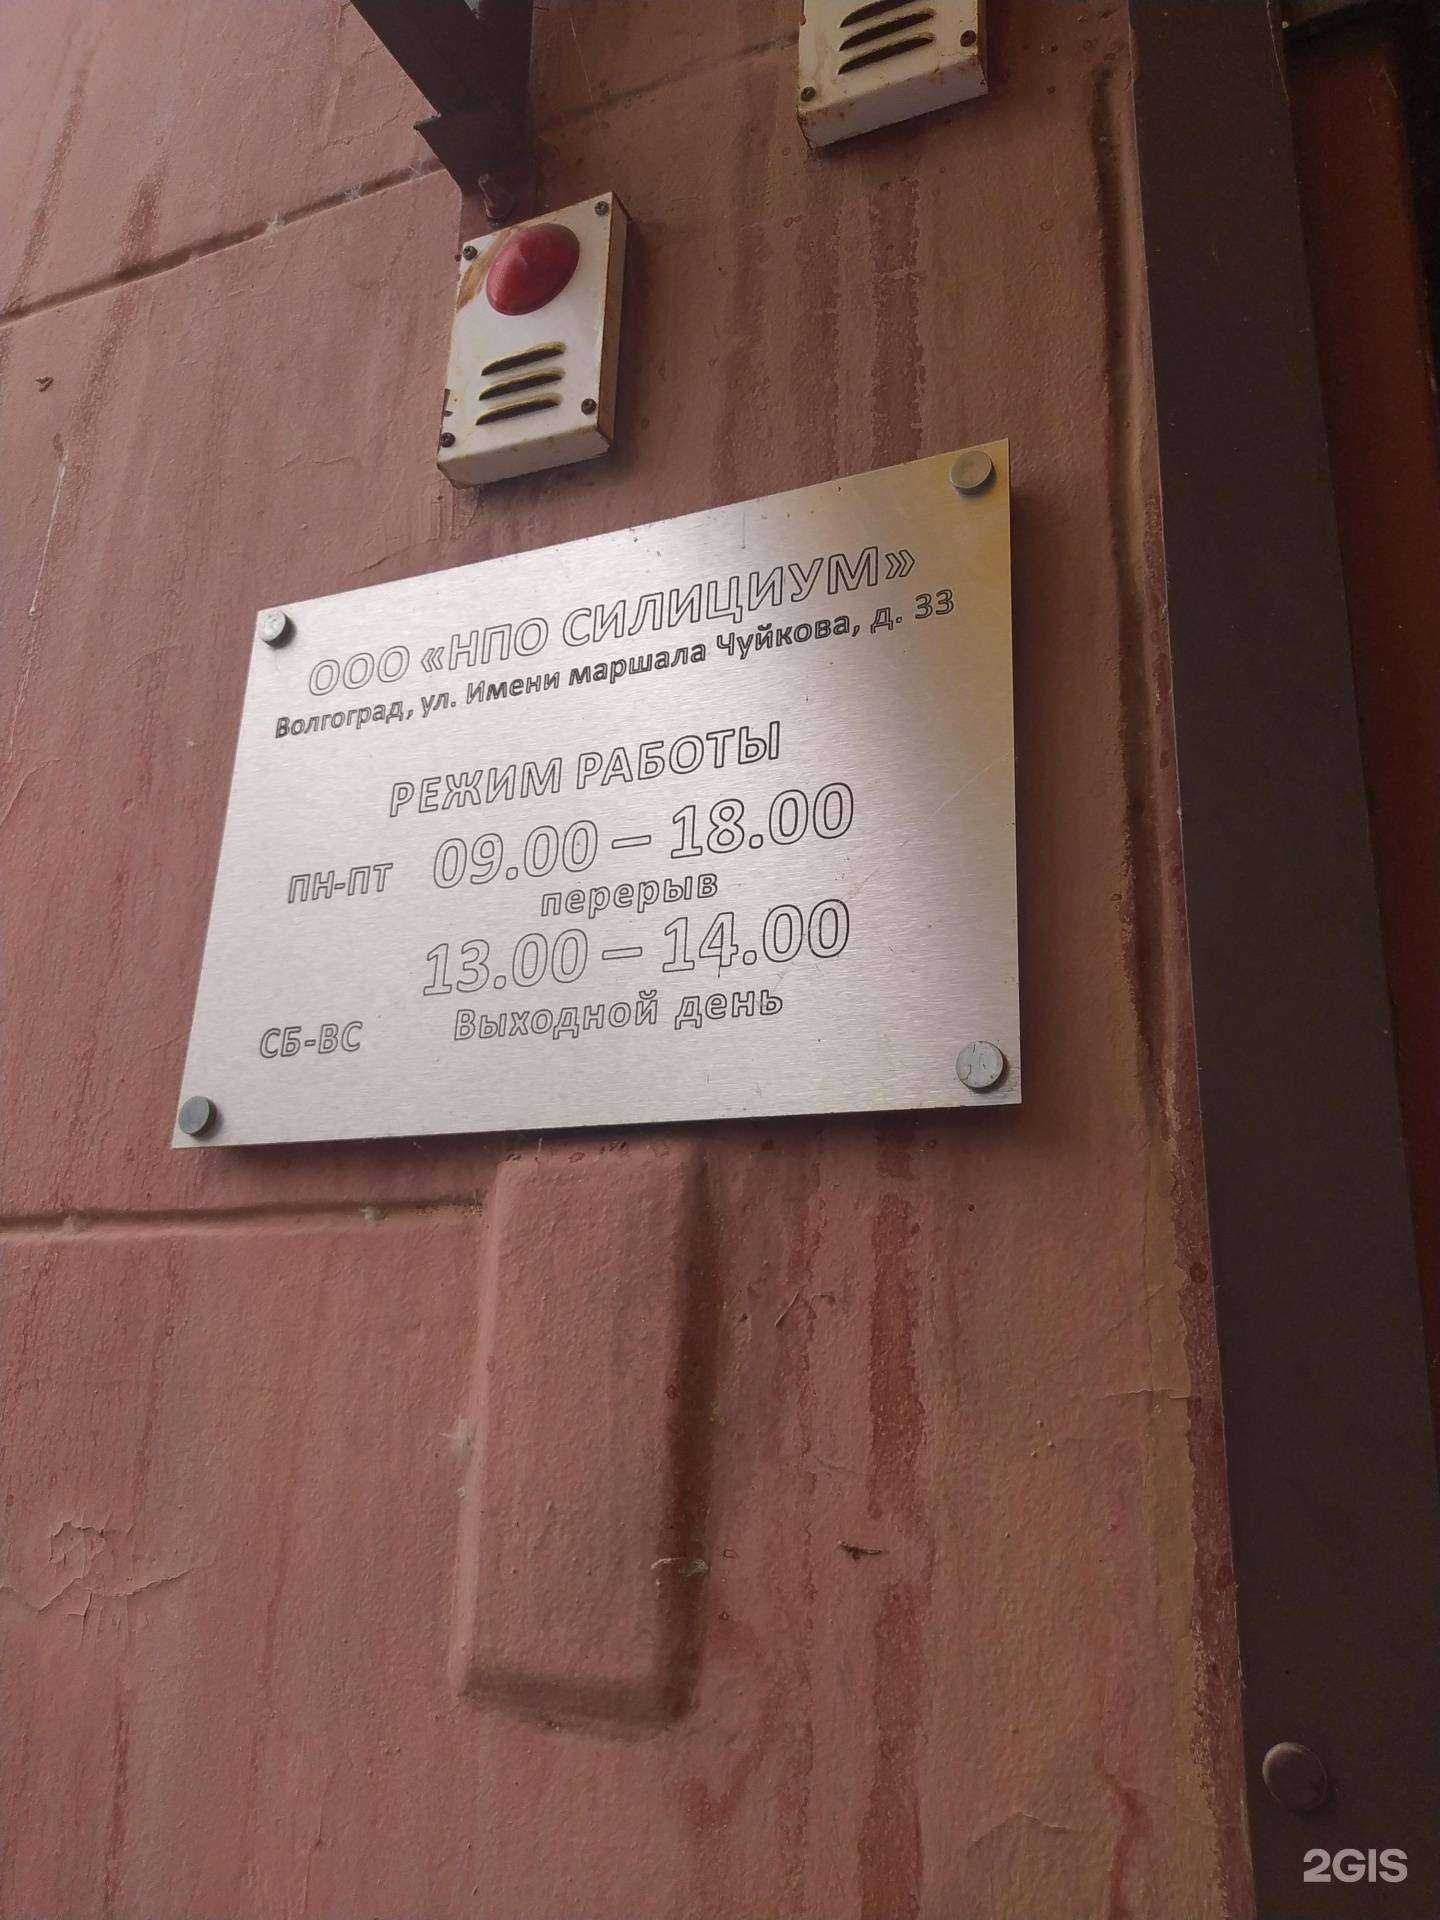 ООО «НПО СИЛИЦИУМ»
Волгоград, ул. Имени маршала Чуйкова, д. 33
РЕЖИМ РАБОТЫ
ПН-ПТ 09.00 – 18.00
перерыв
13.00 – 14.00
СБ-ВС Выходной день
2GIS